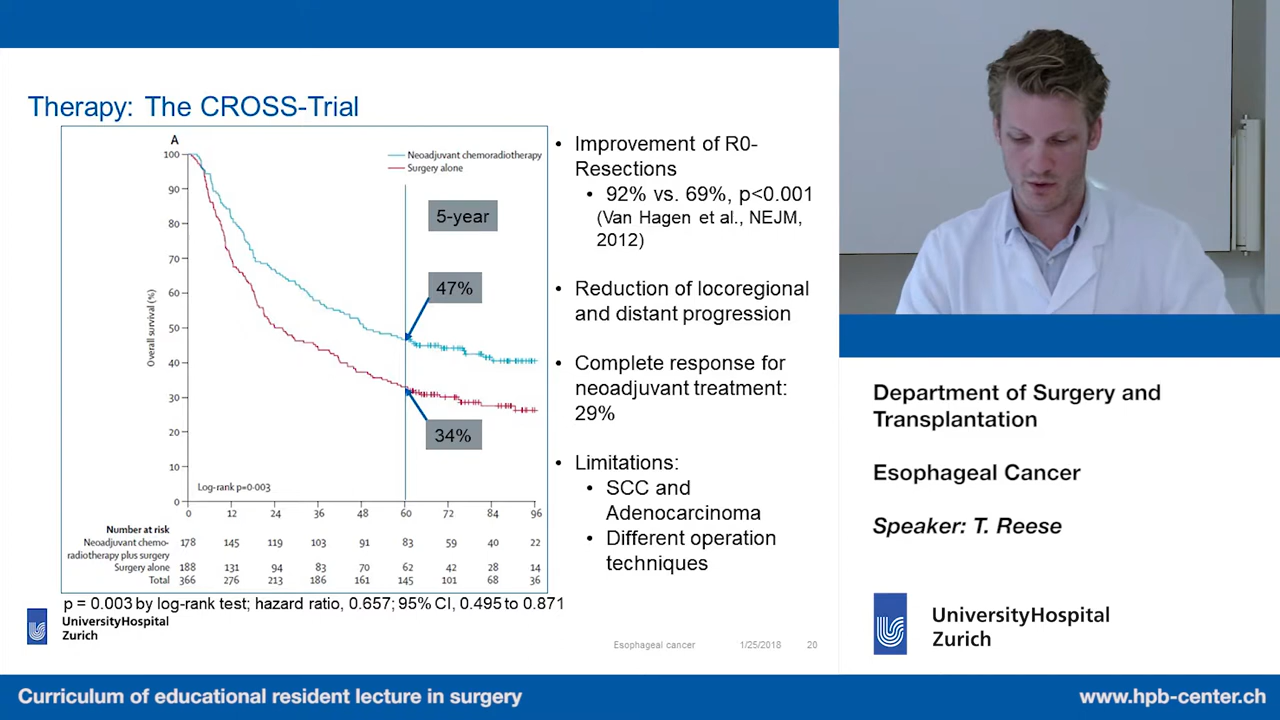 Therapy: The CROSS-Trial
A
Neoadjuvant chemoradiotherapy
Surgery alone
5-year
47%
34%
Overall survival (%)
100
90
80
70
60
50
40
30
20
10
0
Log-rank p=0·003
0 12 24 36 48 60 72 84 96
Number at risk
Neoadjuvant chemo-
radiotherapy plus surgery
178 145 119 103 91 83 59 40 22
Surgery alone 188 131 94 83 70 62 42 28 14
Total 366 276 213 186 161 145 101 68 36
p = 0.003 by log-rank test; hazard ratio, 0.657; 95% CI, 0.495 to 0.871
• Improvement of R0-
Resections
• 92% vs. 69%, p<0.001
(Van Hagen et al., NEJM,
2012)
• Reduction of locoregional
and distant progression
• Complete response for
neoadjuvant treatment:
29%
• Limitations:
• SCC and
Adenocarcinoma
• Different operation
techniques
UniversityHospital
Zurich
Esophageal cancer 1/25/2018 20
Department of Surgery and
Transplantation
Esophageal Cancer
Speaker: T. Reese
UniversityHospital
Zurich
Curriculum of educational resident lecture in surgery
www.hpb-center.ch